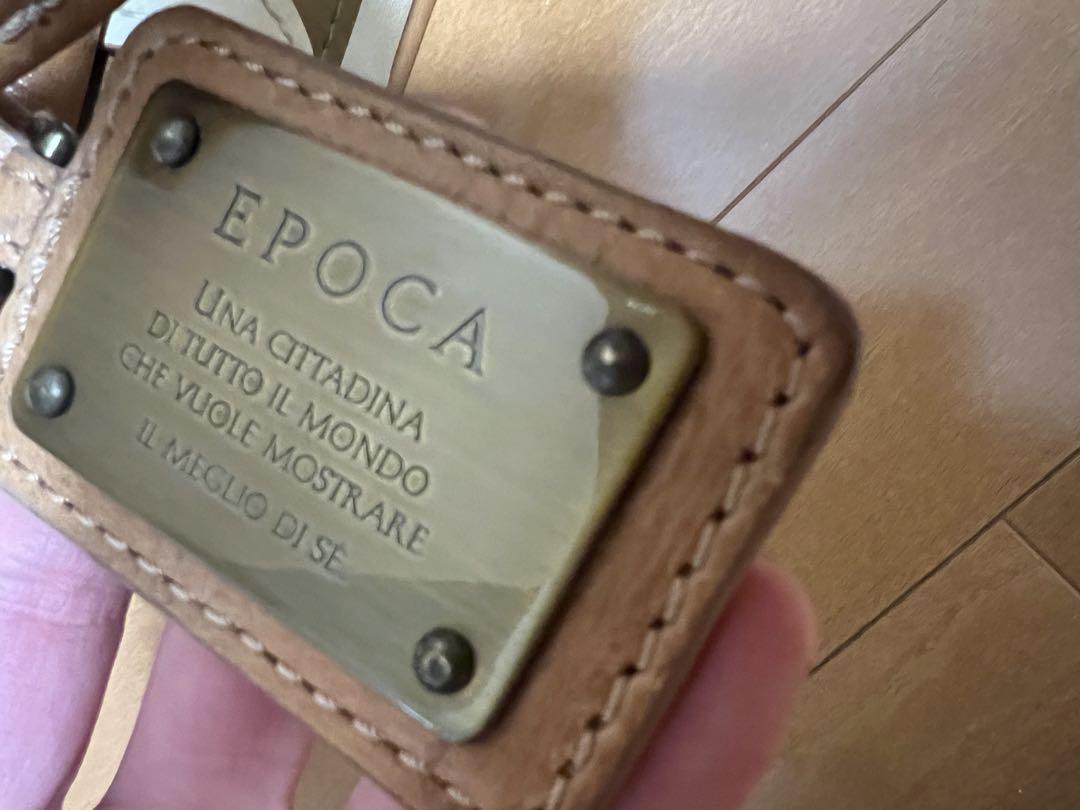 EPOCA
UNA CITTADINA
DI TUTTO IL MONDO
CHE VUOLE MOSTRARE
IL MEGLIO DI SÉ.